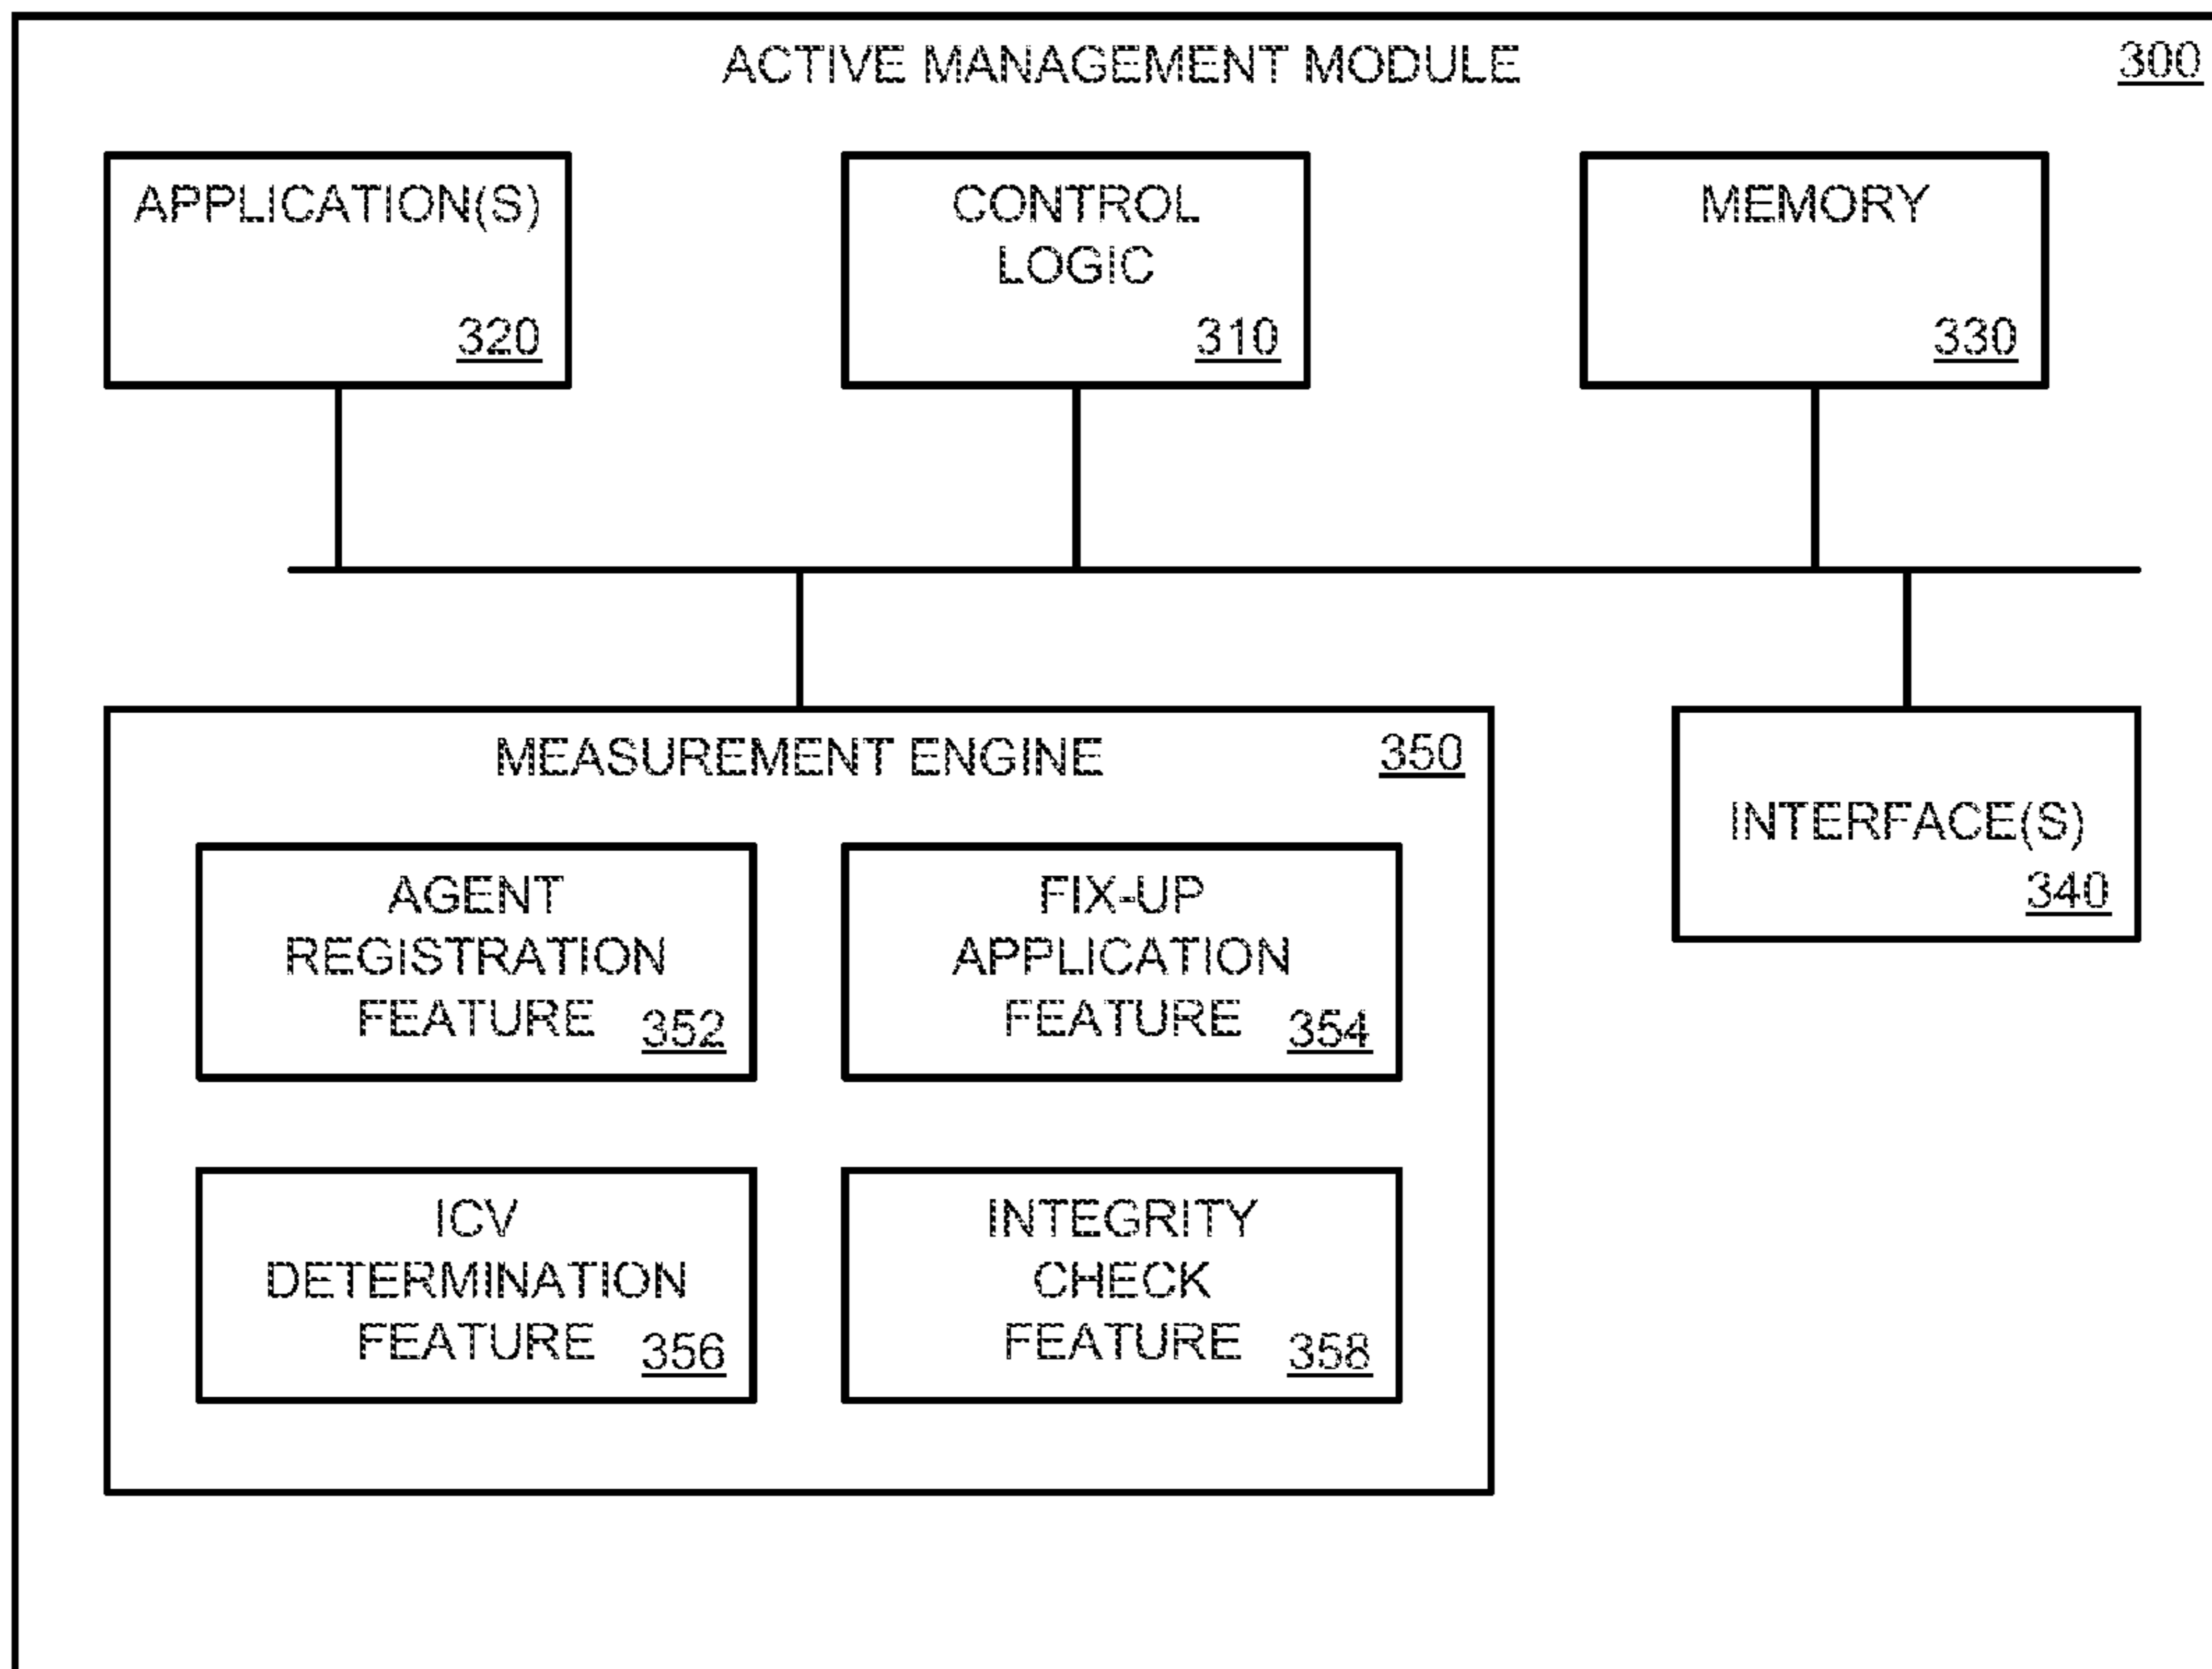 ACTIVE MANAGEMENT MODULE
300
APPLICATION(S)
320
CONTROL
LOGIC
310
MEMORY
330
MEASUREMENT ENGINE
350
AGENT
REGISTRATION
FEATURE
352
FIX-UP
APPLICATION
FEATURE
354
ICV
DETERMINATION
FEATURE
356
INTEGRITY
CHECK
FEATURE
358
INTERFACE(S)
340